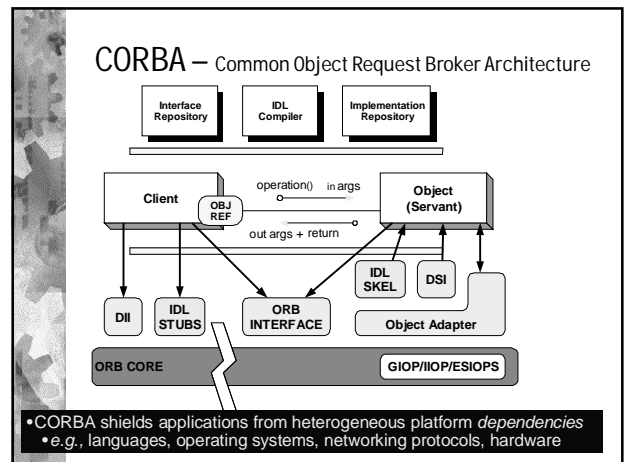 CORBA – Common Object Request Broker Architecture
Interface
Repository
IDL
Compiler
Implementation
Repository
Client
OBJ
REF
operation()
in args
out args + return
Object
(Servant)
DII
IDL
STUBS
ORB
INTERFACE
IDL
SKEL
DSI
Object Adapter
ORB CORE
GIOP/IIOP/ESIOPS
•CORBA shields applications from heterogeneous platform dependencies
•e.g., languages, operating systems, networking protocols, hardware